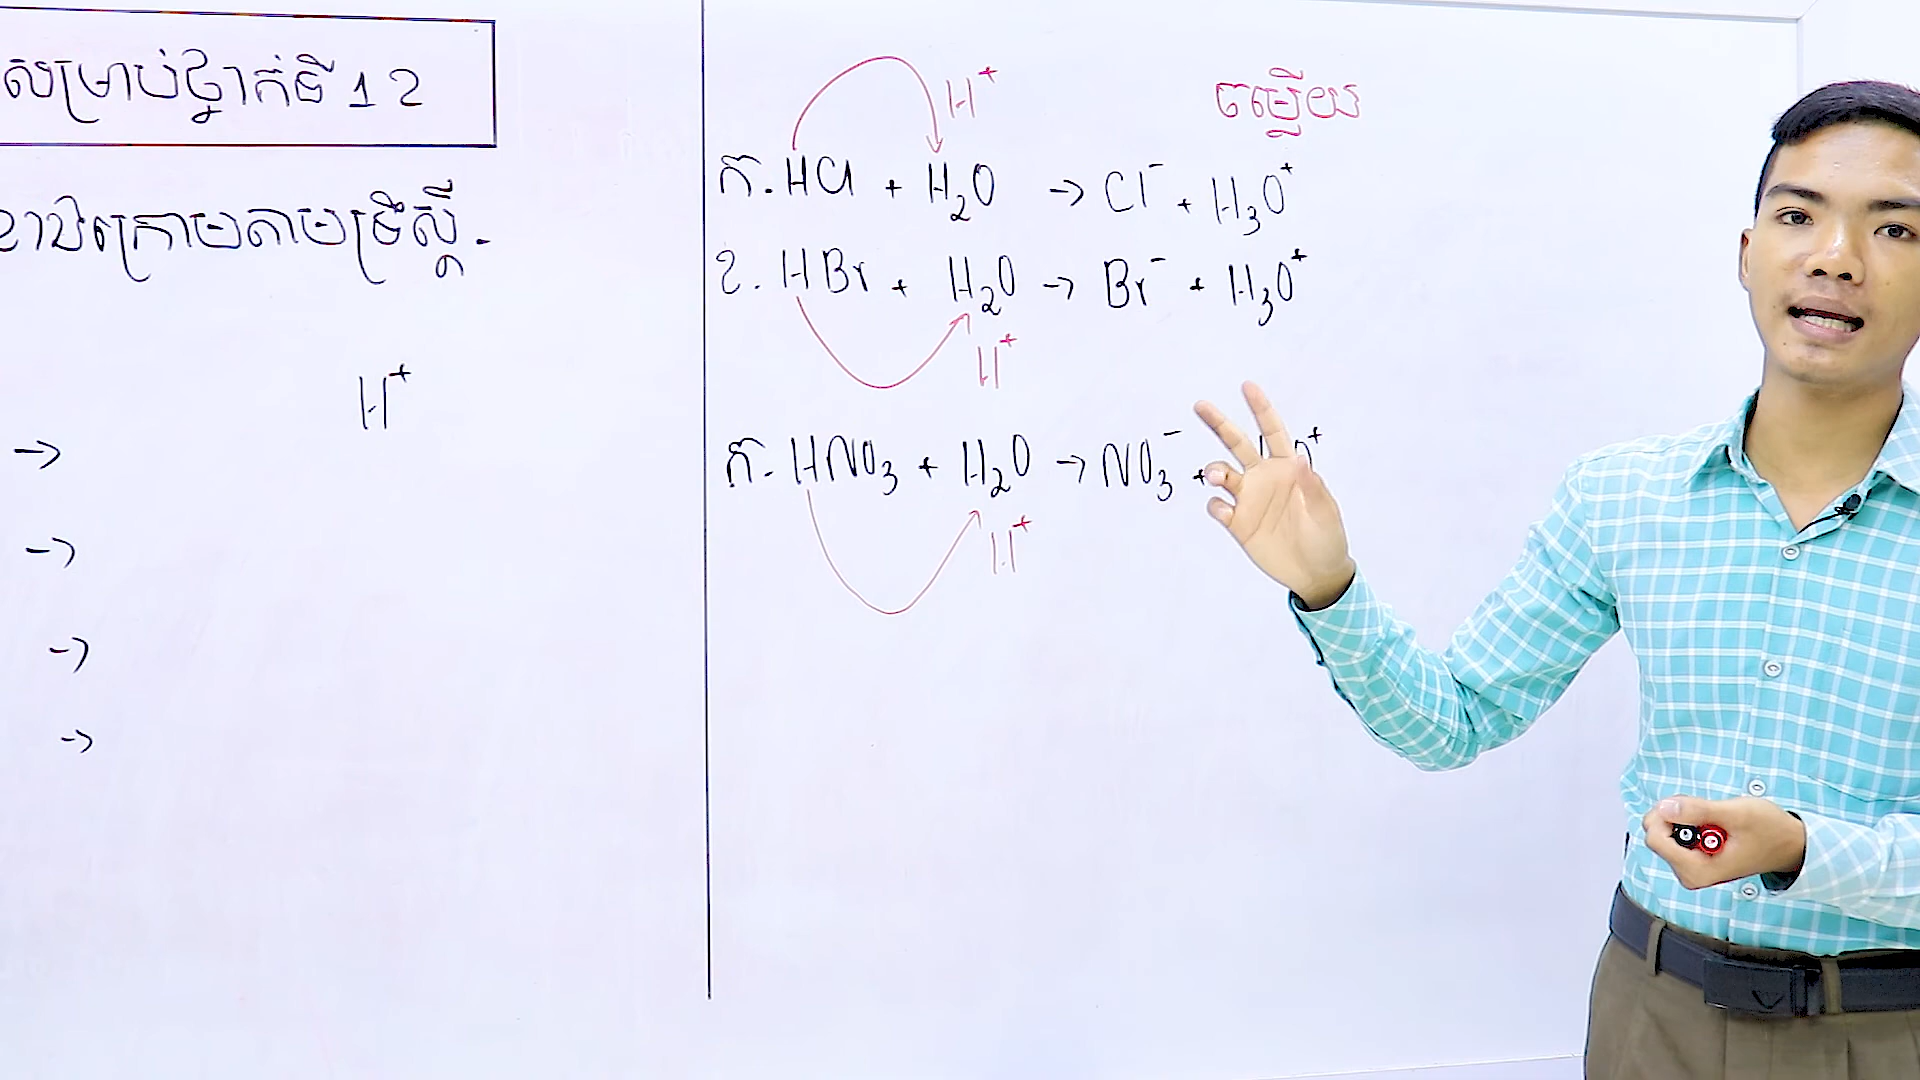 សម្រាប់ថ្នាក់ទី 12
ខាងក្រោមតាមទ្រឹស្តី.
H⁺
→
→
→
→
ចម្លើយ
H⁺
ក. HCl + H₂O → Cl⁻ + H₃O⁺
ខ. HBr + H₂O → Br⁻ + H₃O⁺
H⁺
ក. HNO₃ + H₂O → NO₃⁻ +
H⁺